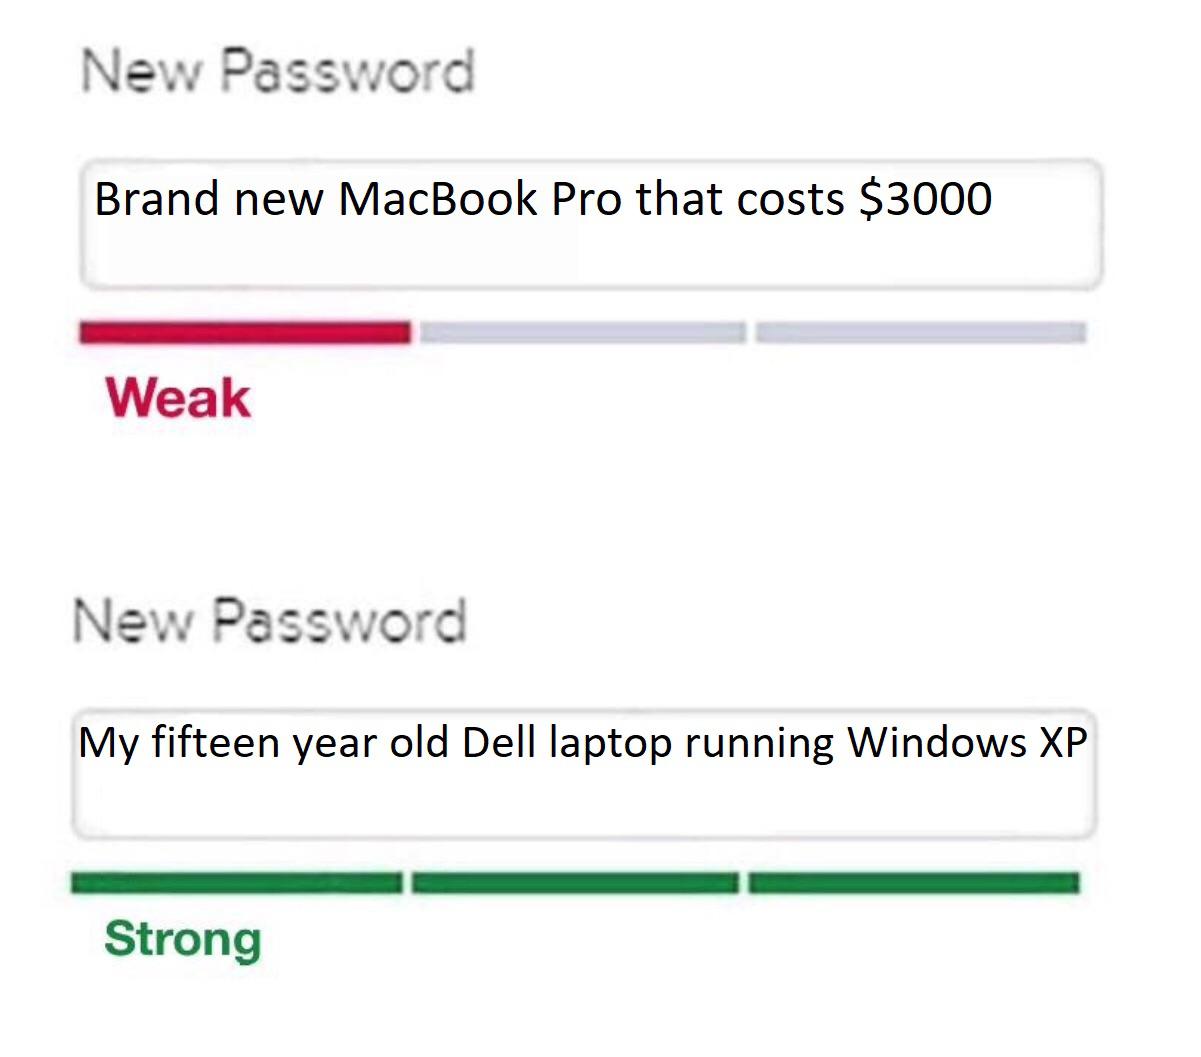 New Password
Brand new MacBook Pro that costs $3000
Weak
New Password
My fifteen year old Dell laptop running Windows XP
Strong